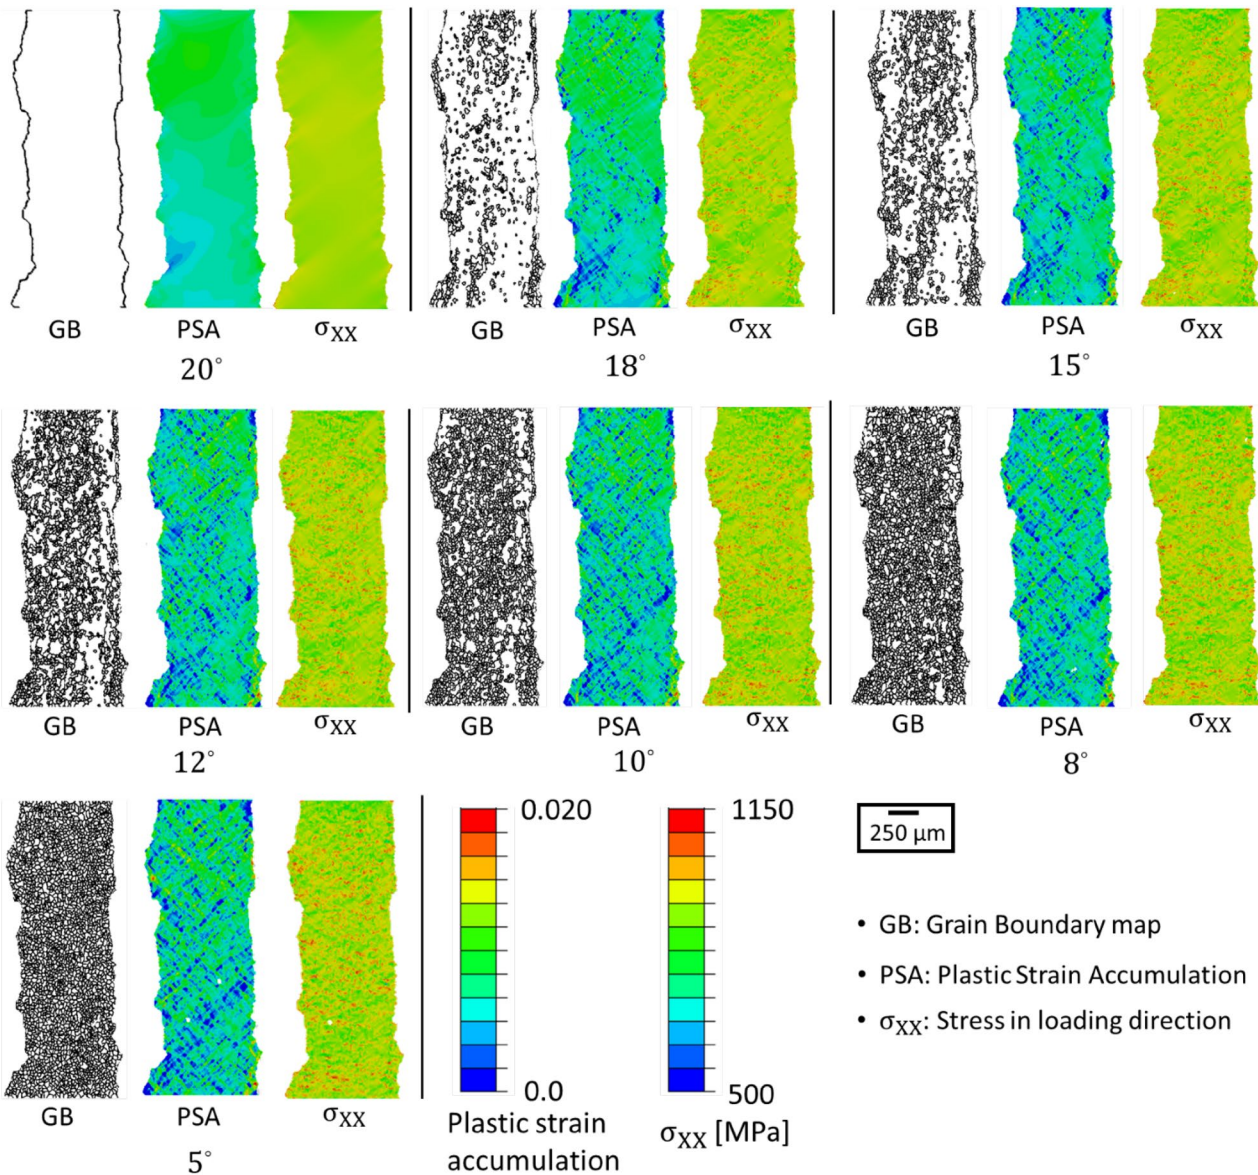 GB PSA σXX
20°
GB PSA σXX
18°
GB PSA σXX
15°
GB PSA σXX
12°
GB PSA σXX
10°
GB PSA σXX
8°
GB PSA σXX
5°
0.020
0.0
Plastic strain
accumulation
1150
500
σXX [MPa]
250 μm
• GB: Grain Boundary map
• PSA: Plastic Strain Accumulation
• σXX: Stress in loading direction